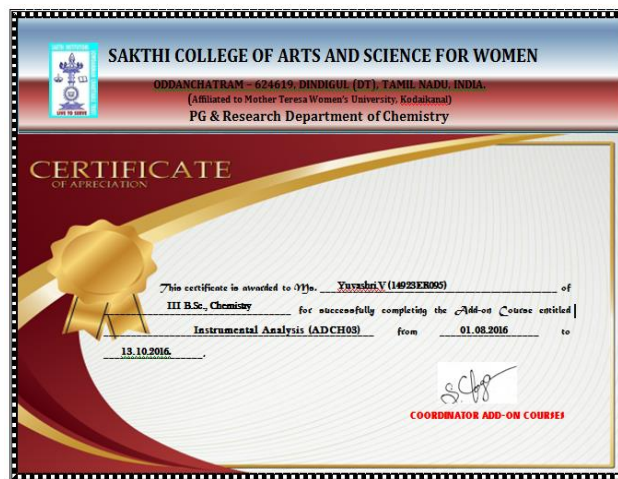 SAKTHI COLLEGE OF ARTS AND SCIENCE FOR WOMEN
ODDANCHATRAM – 624619, DINDIGUL (DT), TAMIL NADU, INDIA.
(Affiliated to Mother Teresa Women's University, Kodaikanal)
PG & Research Department of Chemistry
LIVE TO SERVE
CERTIFICATE
OF APRECIATION
This certificate is awarded to Ms. Yuvashri.V (14923ER095) of
III B.Sc., Chemistry for successfully completing the Add-on Course entitled
Instrumental Analysis (ADCH03) from 01.08.2016 to
13.10.2016.
COORDINATOR ADD-ON COURSES